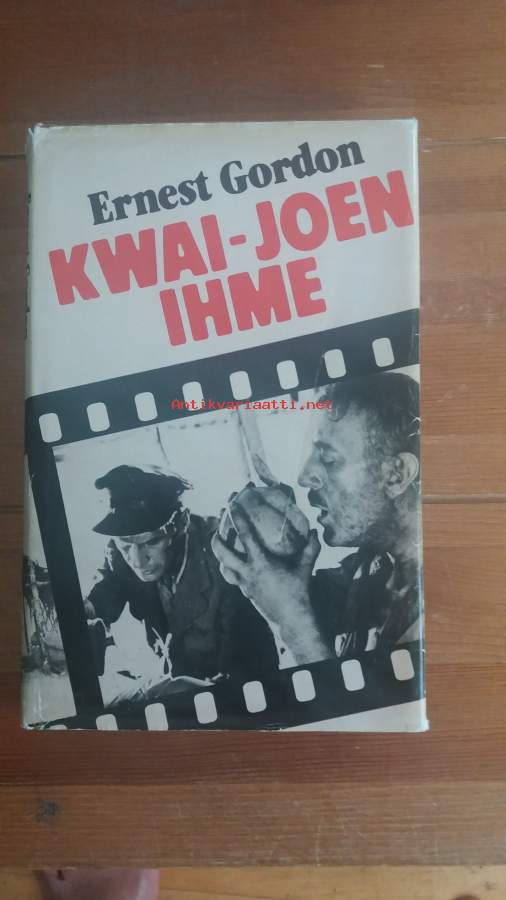 Ernest Gordon
KWAI-JOEN
IHME
Antikvariaatti.net